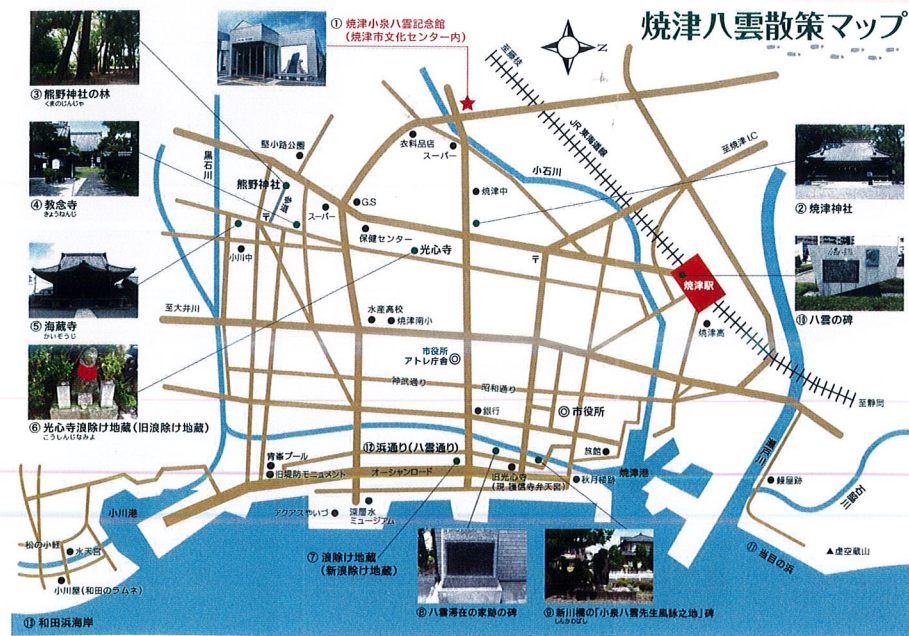 焼津八雲散策マップ
① 焼津小泉八雲記念館
(焼津市文化センター内)
N
至藤枝
JR 東海道線
③ 熊野神社の林
くまのじんじゃ
④ 教念寺
きょうねんじ
⑤ 海蔵寺
かいぞうじ
⑥ 光心寺浪除け地蔵(旧浪除け地蔵)
こうしんじなみよ
② 焼津神社
⑩ 八雲の碑
黒石川
堅小路公園
熊野神社
〒
スーパー
G.S
保健センター
光心寺
小川中
衣料品店
スーパー
焼津中
小石川
至焼津I.C
〒
焼津駅
焼津高
至大井川
水産高校
焼津南小
市役所
アトレ庁舎
神武通り
昭和通り
銀行
市役所
至静岡
瀬戸川
鰻屋跡
石脇川
▲虚空蔵山
⑪ 当目の浜
⑫浜通り(八雲通り)
青峯プール
旧堤防モニュメント
オーシャンロード
旧光心寺
(現・護信寺弁天宮)
旅館
秋月楼跡
焼津港
小川港
アクアスやいづ
深層水
ミュージアム
⑦ 浪除け地蔵
(新浪除け地蔵)
⑧ 八雲滞在の家跡の碑
⑨ 新川橋の「小泉八雲先生風詠之地」碑
しんかわばし
松の小経
水天宮
小川屋(和田のラムネ)
⑬ 和田浜海岸